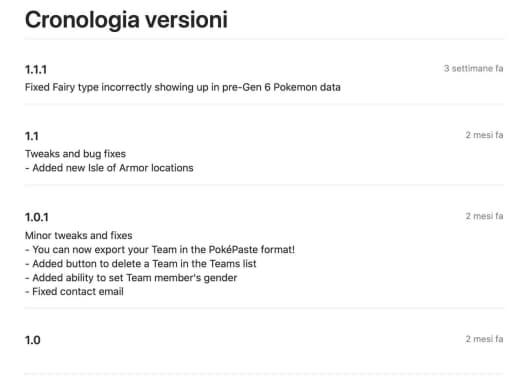 Cronologia versioni
1.1.1
3 settimane fa
Fixed Fairy type incorrectly showing up in pre-Gen 6 Pokemon data
1.1
2 mesi fa
Tweaks and bug fixes
- Added new Isle of Armor locations
1.0.1
2 mesi fa
Minor tweaks and fixes
- You can now export your Team in the PokéPaste format!
- Added button to delete a Team in the Teams list
- Added ability to set Team member's gender
- Fixed contact email
1.0
2 mesi fa